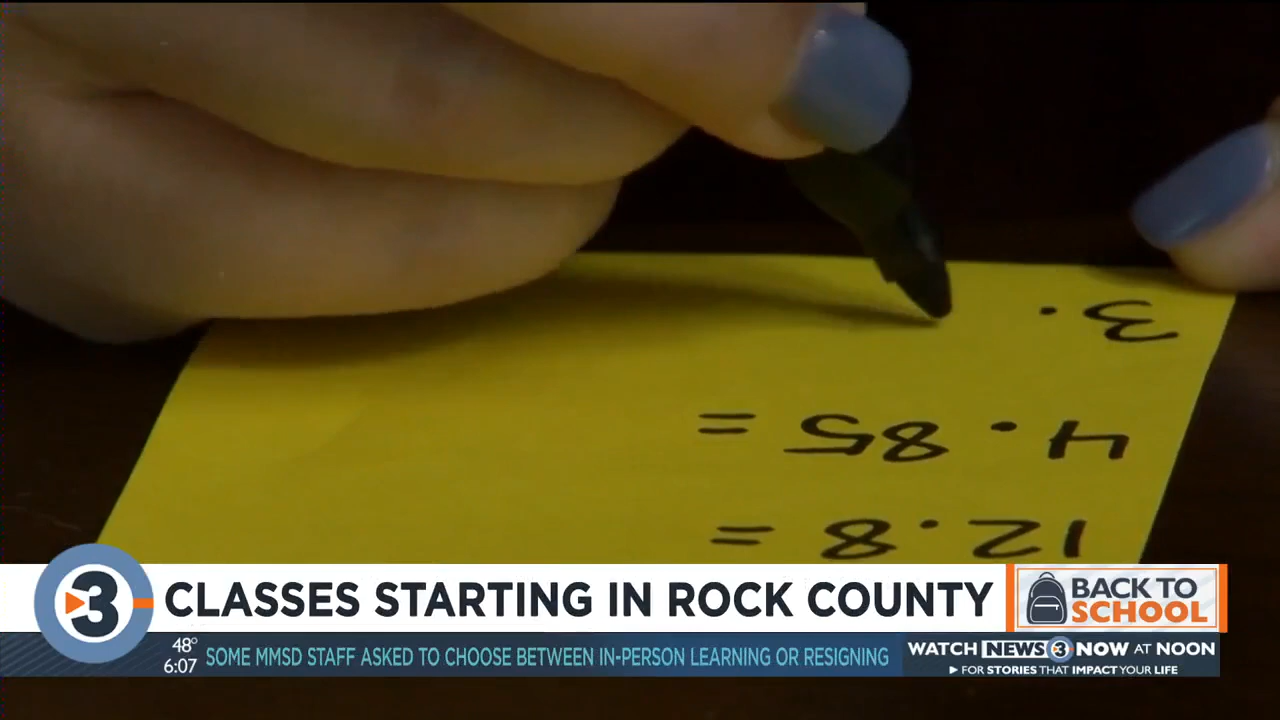 12.8 =
4.85 =
3.
3 CLASSES STARTING IN ROCK COUNTY
BACK TO
SCHOOL
48°
6:07
SOME MMSD STAFF ASKED TO CHOOSE BETWEEN IN-PERSON LEARNING OR RESIGNING
WATCH NEWS 3 NOW AT NOON
▶ FOR STORIES THAT IMPACT YOUR LIFE